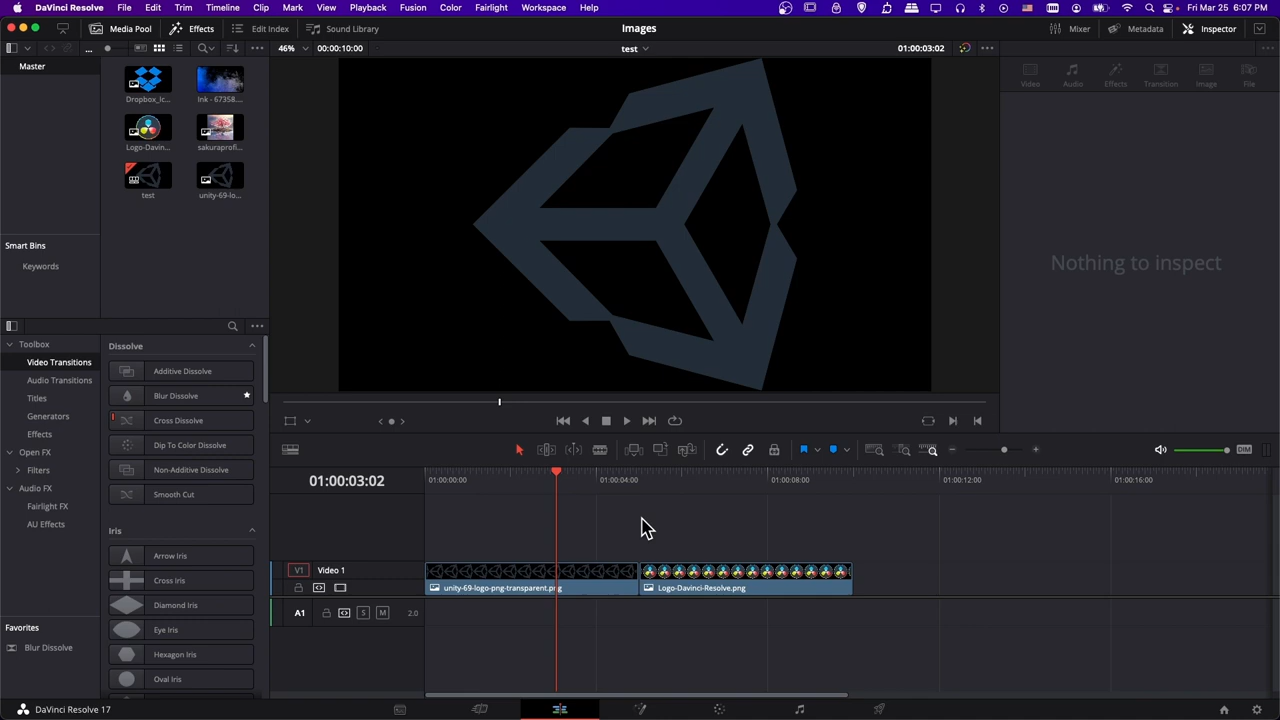 DaVinci Resolve File Edit Trim Timeline Clip Mark View Playback Fusion Color Fairlight Workspace Help Fri Mar 25 6:07 PM
Media Pool Effects Edit Index Sound Library Images Mixer Metadata Inspector
... 46% 00:00:10:00 test 01:00:03:02
Master
Video Audio Effects Transition Image File
Dropbox_Ic... Ink - 67358....
Logo-Davin... sakuraprofi...
test unity-69-lo...
Smart Bins
Keywords
Nothing to inspect
Toolbox Dissolve
Video Transitions Additive Dissolve
Audio Transitions Blur Dissolve
Titles
Generators Cross Dissolve
Effects Dip To Color Dissolve
Open FX
Filters Non-Additive Dissolve
Audio FX Smooth Cut
Fairlight FX
AU Effects Iris
Arrow Iris
Cross Iris
Diamond Iris
Favorites Eye Iris
Blur Dissolve Hexagon Iris
Oval Iris
DIM
01:00:03:02 01:00:00:00 01:00:04:00 01:00:08:00 01:00:12:00 01:00:16:00
V1 Video 1
unity-69-logo-png-transparent.png Logo-Davinci-Resolve.png
A1 S M 2.0
DaVinci Resolve 17